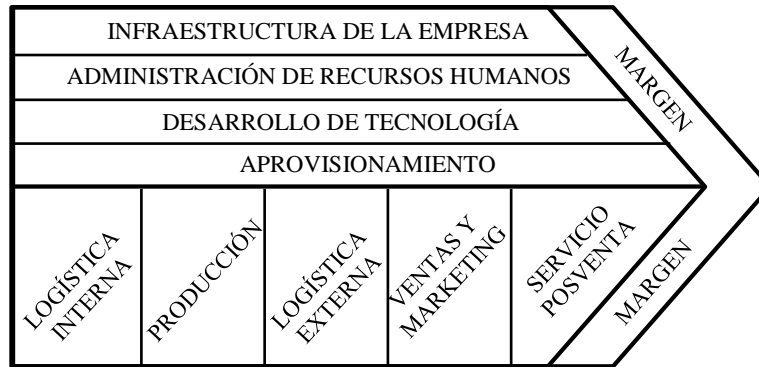 INFRAESTRUCTURA DE LA EMPRESA
ADMINISTRACIÓN DE RECURSOS HUMANOS
DESARROLLO DE TECNOLOGÍA
APROVISIONAMIENTO
MARGEN
LOGÍSTICA
INTERNA
PRODUCCIÓN
LOGÍSTICA
EXTERNA
VENTAS Y
MARKETING
SERVICIO
POSVENTA
MARGEN